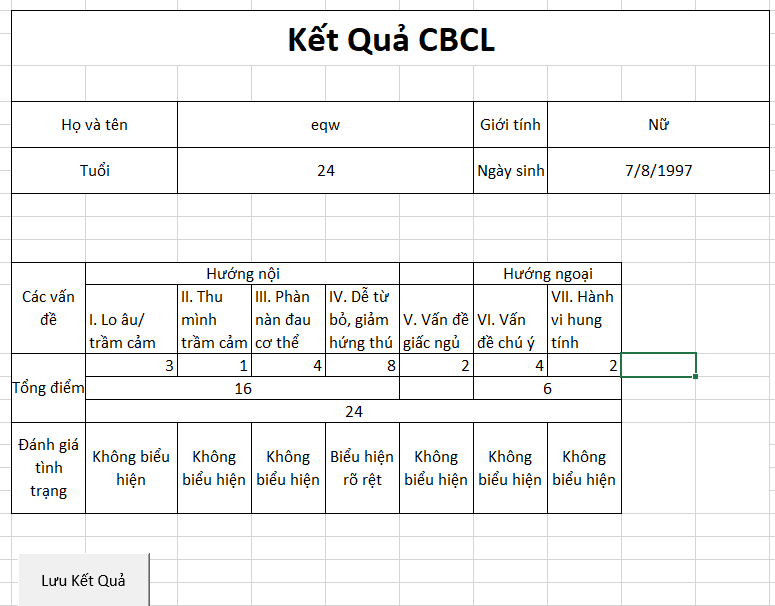 Kết Quả CBCL
Họ và tên eqw Giới tính Nữ
Tuổi 24 Ngày sinh 7/8/1997
Các vấn đề
Hướng nội Hướng ngoại
I. Lo âu/ trầm cảm
II. Thu mình trầm cảm
III. Phàn nàn đau cơ thể
IV. Dễ từ bỏ, giảm hứng thú
V. Vấn đề giấc ngủ
VI. Vấn đề chú ý
VII. Hành vi hung tính
Tổng điểm
3 1 4 8 2 4 2
16 6
24
Đánh giá tình trạng
Không biểu hiện
Không biểu hiện
Không biểu hiện
Biểu hiện rõ rệt
Không biểu hiện
Không biểu hiện
Không biểu hiện
Lưu Kết Quả